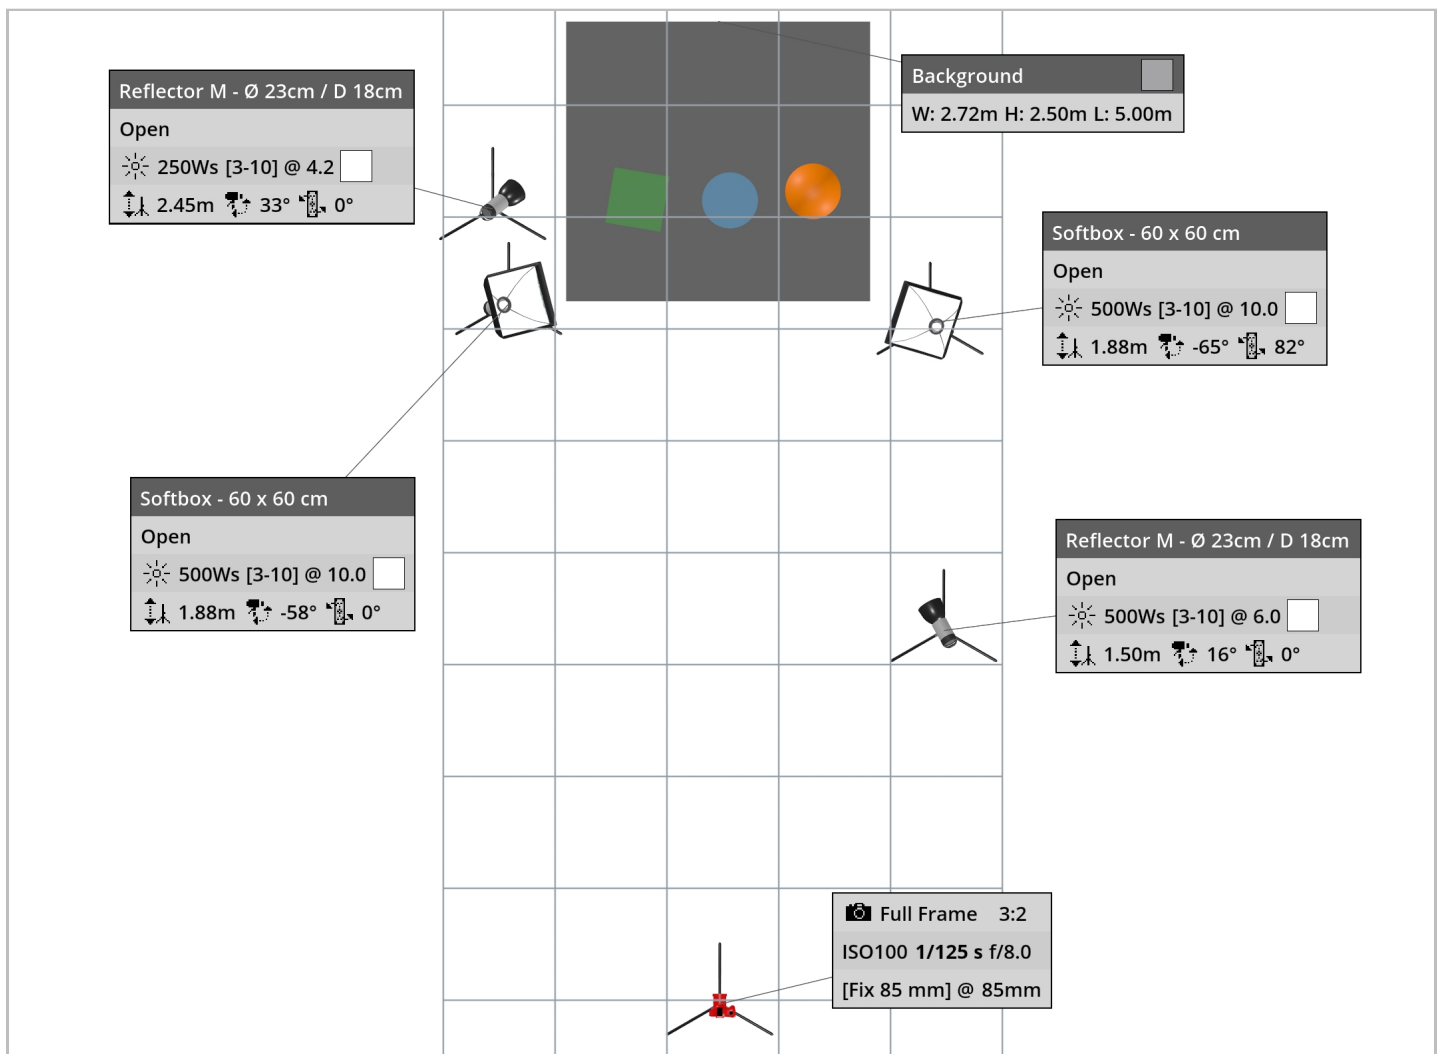 Reflector M - Ø 23cm / D 18cm
Open
250Ws [3-10] @ 4.2
2.45m 33° 0°
Background
W: 2.72m H: 2.50m L: 5.00m
Softbox - 60 x 60 cm
Open
500Ws [3-10] @ 10.0
1.88m -65° 82°
Softbox - 60 x 60 cm
Open
500Ws [3-10] @ 10.0
1.88m -58° 0°
Reflector M - Ø 23cm / D 18cm
Open
500Ws [3-10] @ 6.0
1.50m 16° 0°
Full Frame 3:2
ISO100 1/125 s f/8.0
[Fix 85 mm] @ 85mm